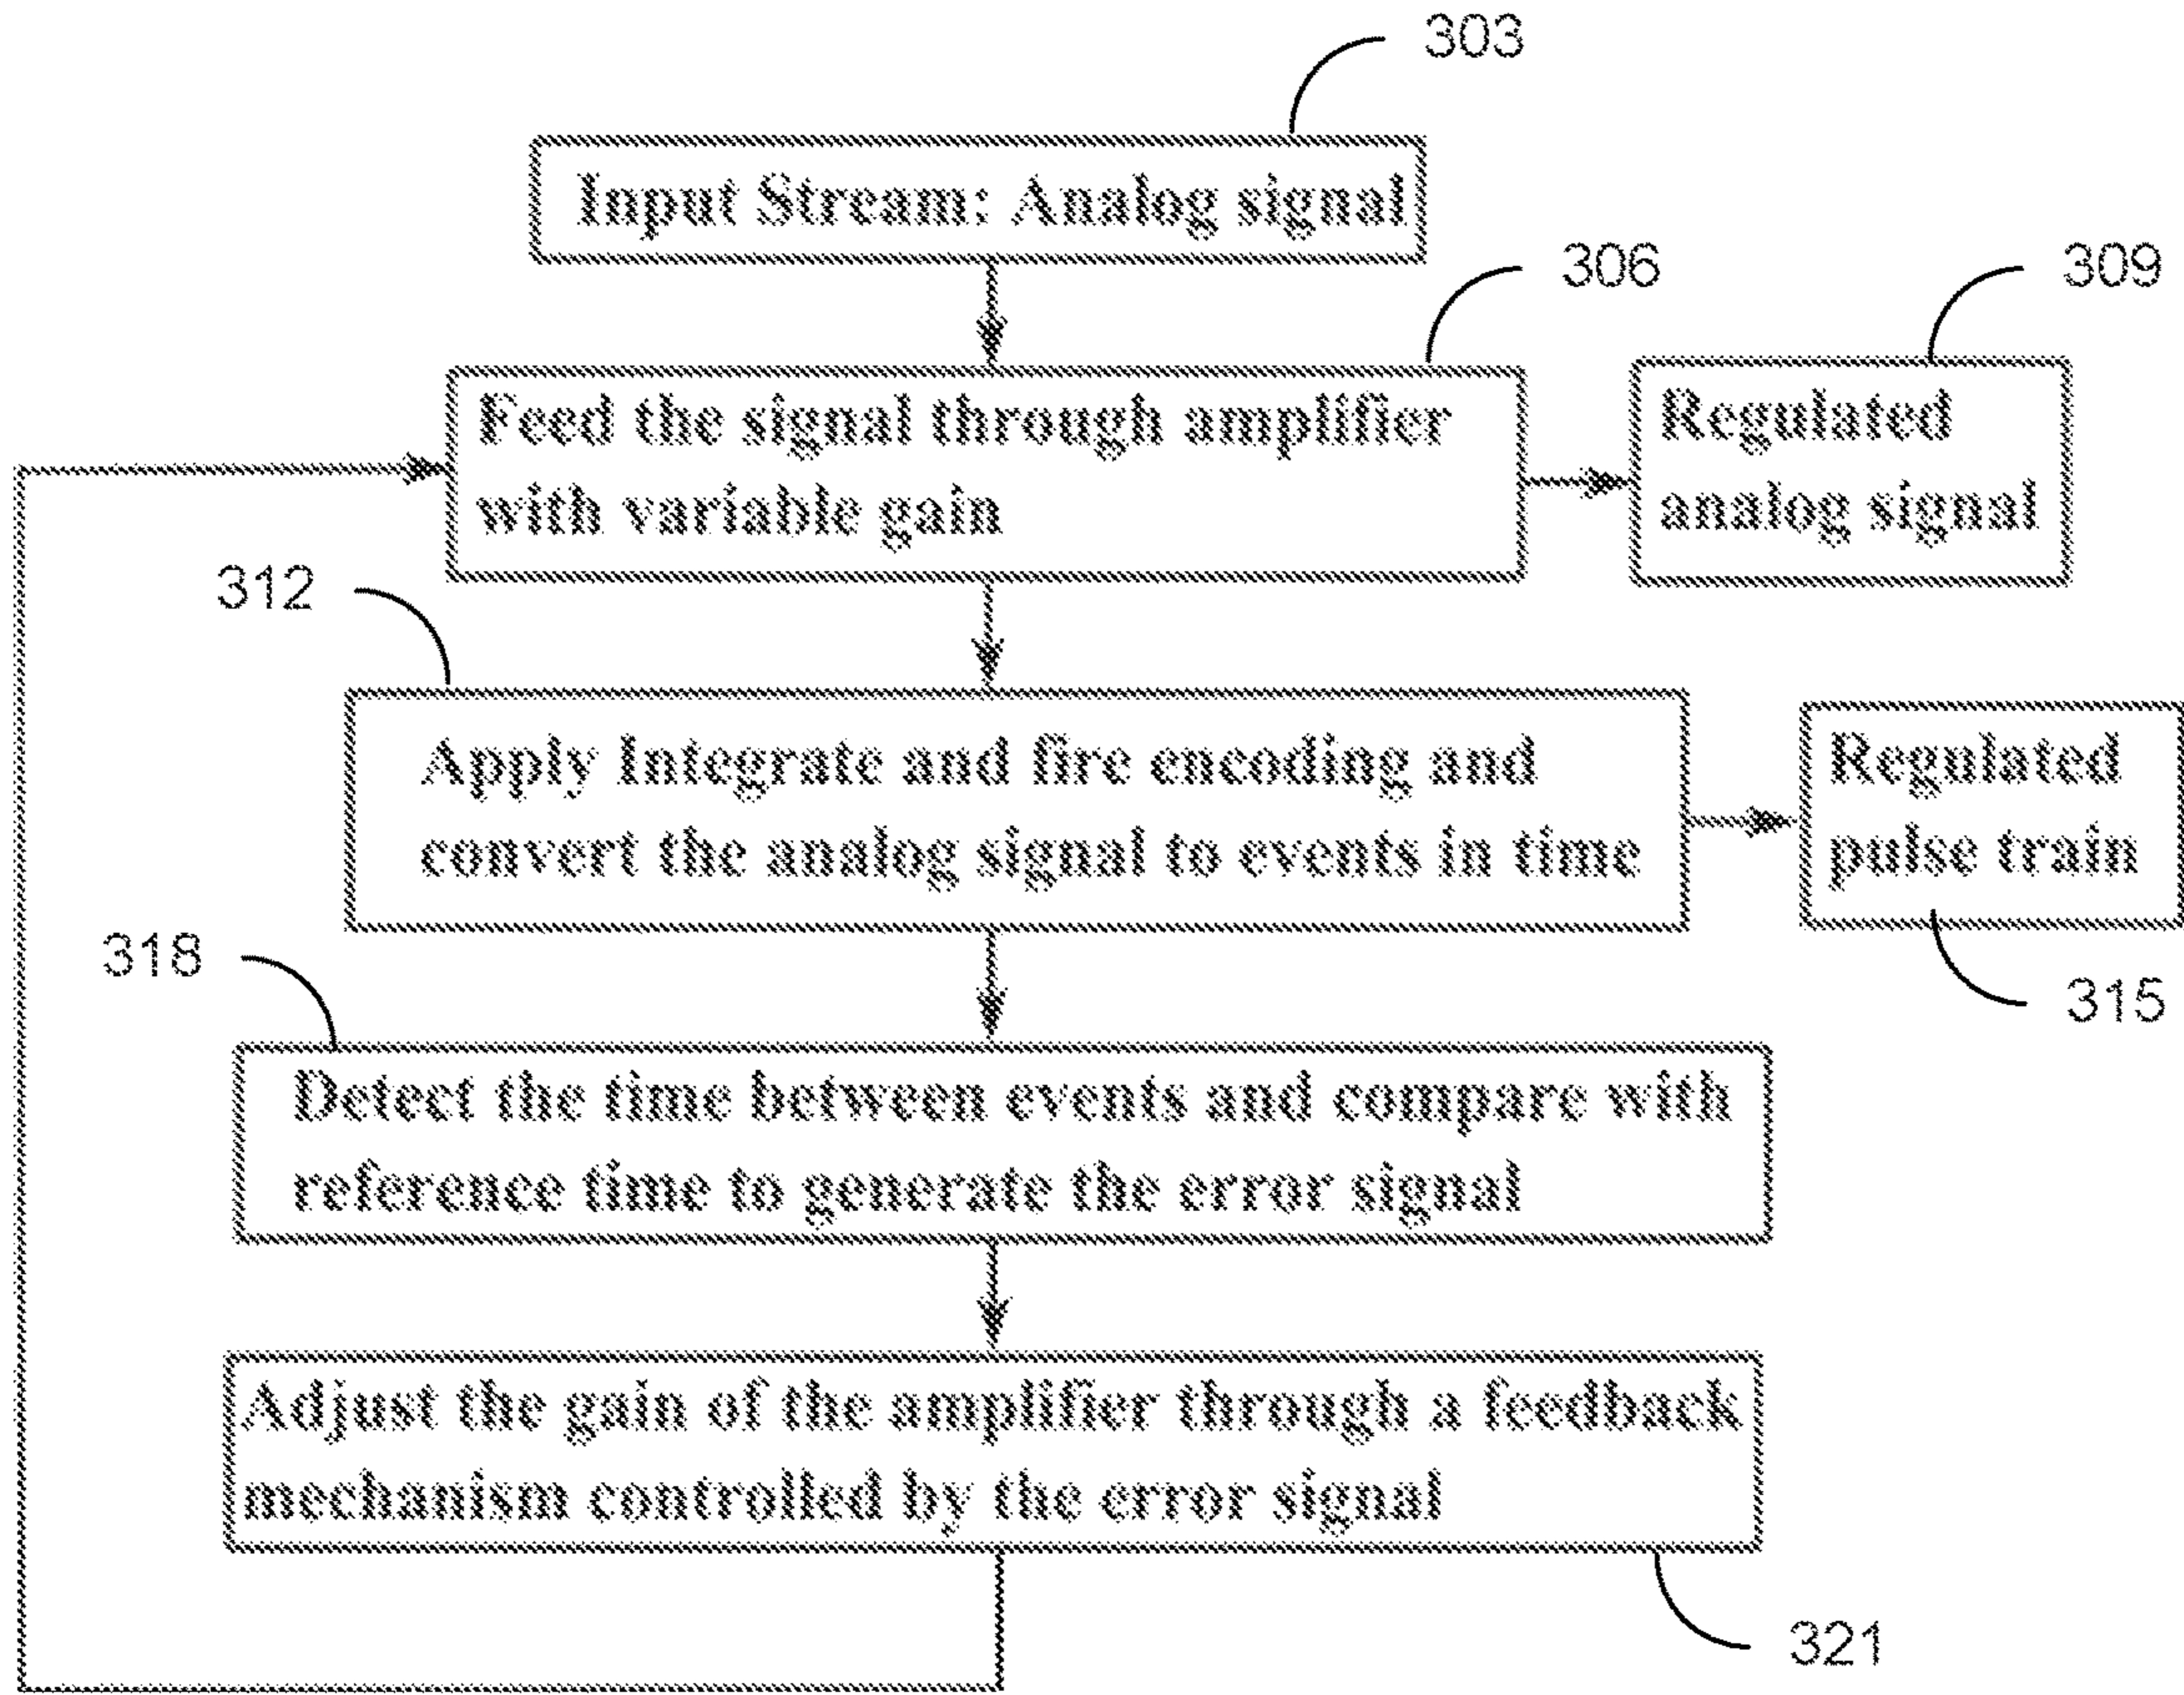 303
Input Stream: Analog signal
306
309
Feed the signal through amplifier
with variable gain
Regulated
analog signal
312
Apply Integrate and fire encoding and
convert the analog signal to events in time
Regulated
pulse train
318
315
Detect the time between events and compare with
reference time to generate the error signal
Adjust the gain of the amplifier through a feedback
mechanism controlled by the error signal
321